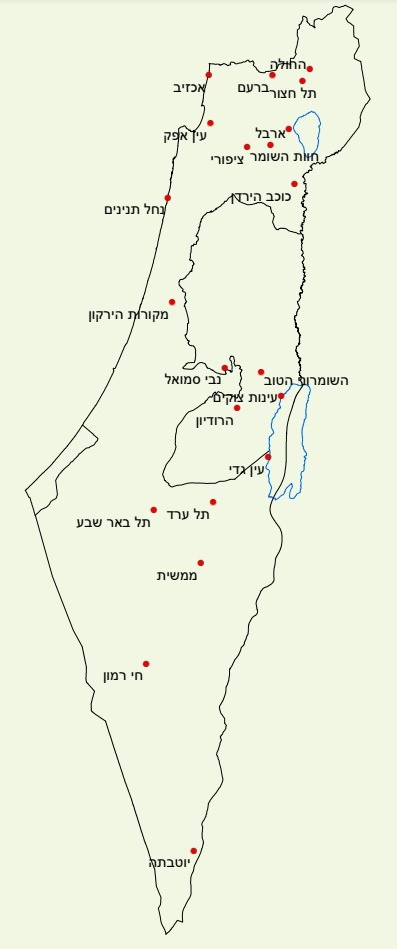 החולה
אכזיב
ברעם
תל חצור
ארבל
עין אפק
ציפורי
חוות השומר
כוכב הירדן
נחל תנינים
מקורות הירקון
נבי סמואל
השומרוני הטוב
עינות צוקים
הרודיון
עין גדי
תל ערד
תל באר שבע
ממשית
חי רמון
יוטבתה